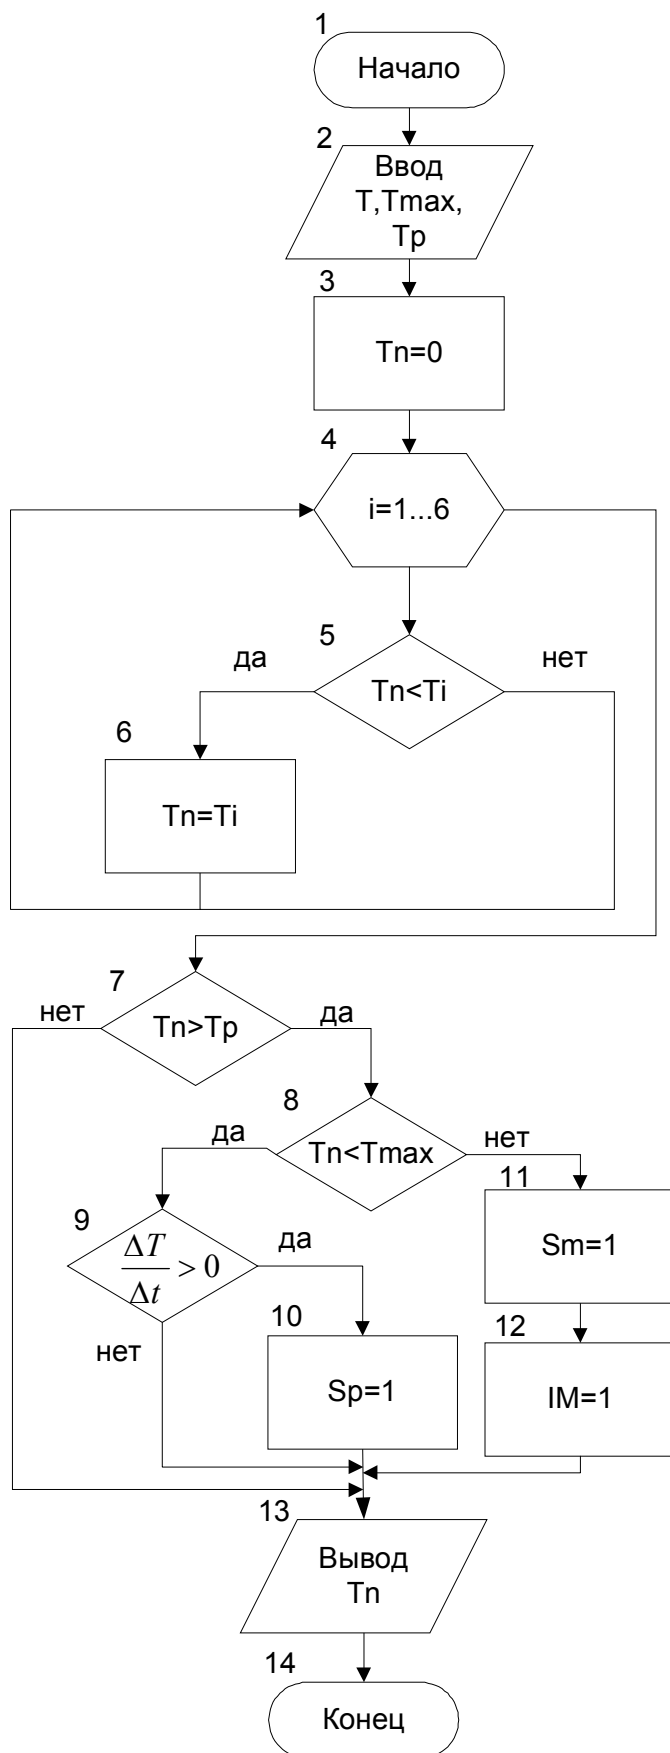 1
Начало
2
Ввод
T,Tmax,
Tp
3
Tn=0
4
i=1...6
5
да
нет
Tn<Ti
6
Tn=Ti
7
нет
да
Tn>Tp
8
да
нет
Tn<Tmax
11
9
ΔT
Δt
>0
да
Sm=1
10
12
нет
Sp=1
IM=1
13
Вывод
Tn
14
Конец